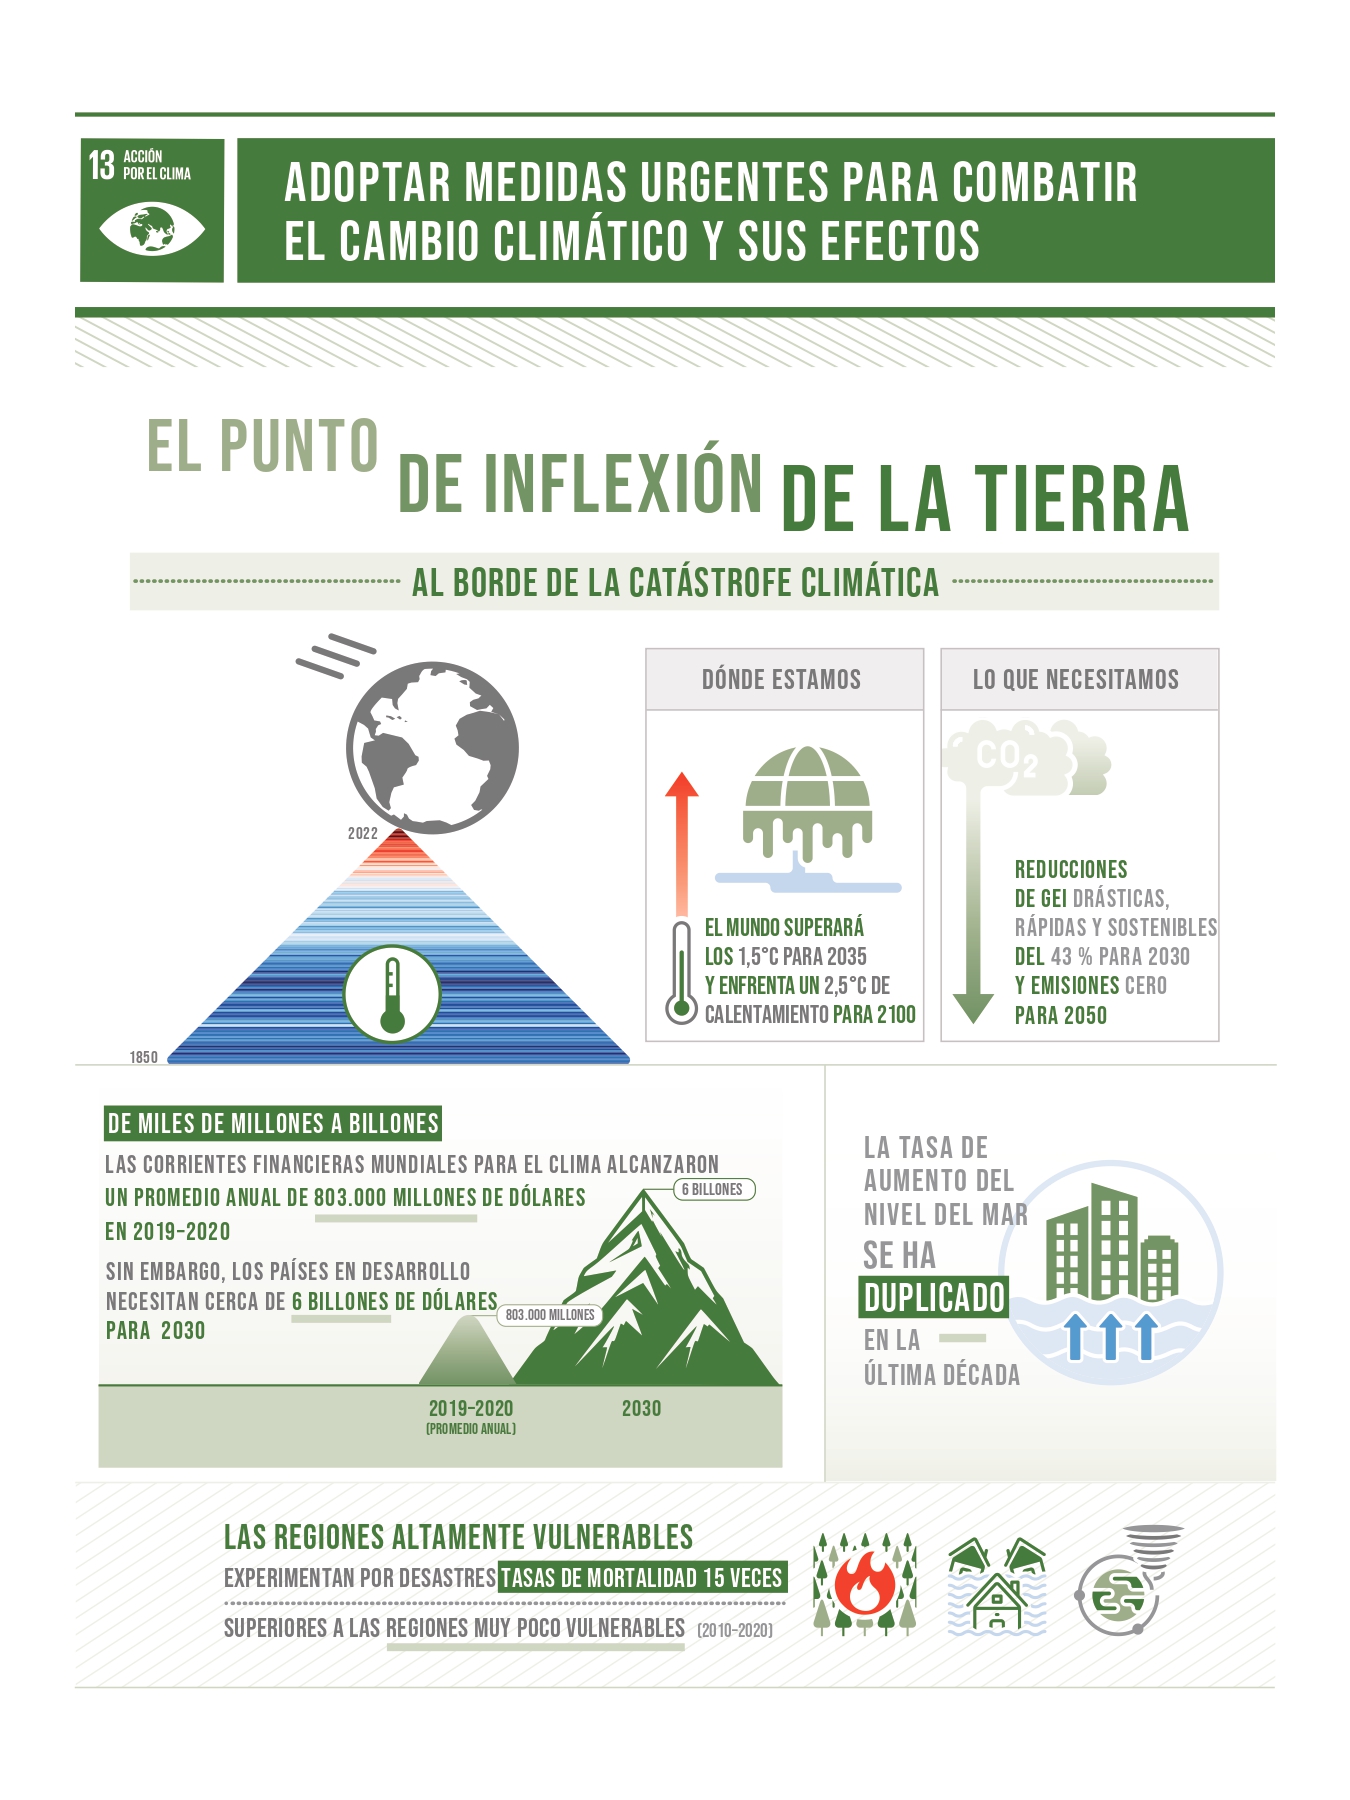 13 ACCIÓN
POR EL CLIMA
ADOPTAR MEDIDAS URGENTES PARA COMBATIR
EL CAMBIO CLIMÁTICO Y SUS EFECTOS
EL PUNTO DE INFLEXIÓN DE LA TIERRA
AL BORDE DE LA CATÁSTROFE CLIMÁTICA
2022
1850
DÓNDE ESTAMOS
EL MUNDO SUPERARÁ
LOS 1,5°C PARA 2035
Y ENFRENTA UN 2,5°C DE
CALENTAMIENTO PARA 2100
LO QUE NECESITAMOS
CO2
REDUCCIONES
DE GEI DRÁSTICAS,
RÁPIDAS Y SOSTENIBLES
DEL 43 % PARA 2030
Y EMISIONES CERO
PARA 2050
DE MILES DE MILLONES A BILLONES
LAS CORRIENTES FINANCIERAS MUNDIALES PARA EL CLIMA ALCANZARON
UN PROMEDIO ANUAL DE 803.000 MILLONES DE DÓLARES
EN 2019-2020
SIN EMBARGO, LOS PAÍSES EN DESARROLLO
NECESITAN CERCA DE 6 BILLONES DE DÓLARES
PARA 2030
6 BILLONES
803.000 MILLONES
2019-2020
(PROMEDIO ANUAL)
2030
LA TASA DE
AUMENTO DEL
NIVEL DEL MAR
SE HA
DUPLICADO
EN LA
ÚLTIMA DÉCADA
LAS REGIONES ALTAMENTE VULNERABLES
EXPERIMENTAN POR DESASTRES TASAS DE MORTALIDAD 15 VECES
SUPERIORES A LAS REGIONES MUY POCO VULNERABLES (2010-2020)